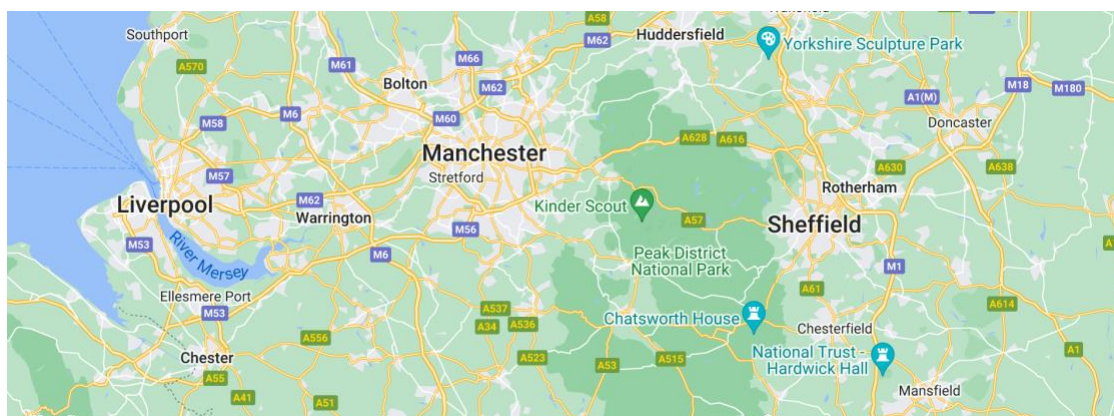 Southport
A570
M61
M66
Bolton
M62
M60
M6
M58
A58
M62
Huddersfield
Yorkshire Sculpture Park
A1(M)
M18
M180
Doncaster
Manchester
Stretford
A628
A616
A630
A638
Rotherham
M57
Liverpool
M62
Warrington
M56
M6
M53
River Mersey
Ellesmere Port
M53
Kinder Scout
A57
Sheffield
Peak District
National Park
M1
A61
A614
Chatsworth House
Chesterfield
National Trust -
Hardwick Hall
Mansfield
A1
A537
A34
A536
A523
A53
A515
A556
Chester
A55
A41
A51